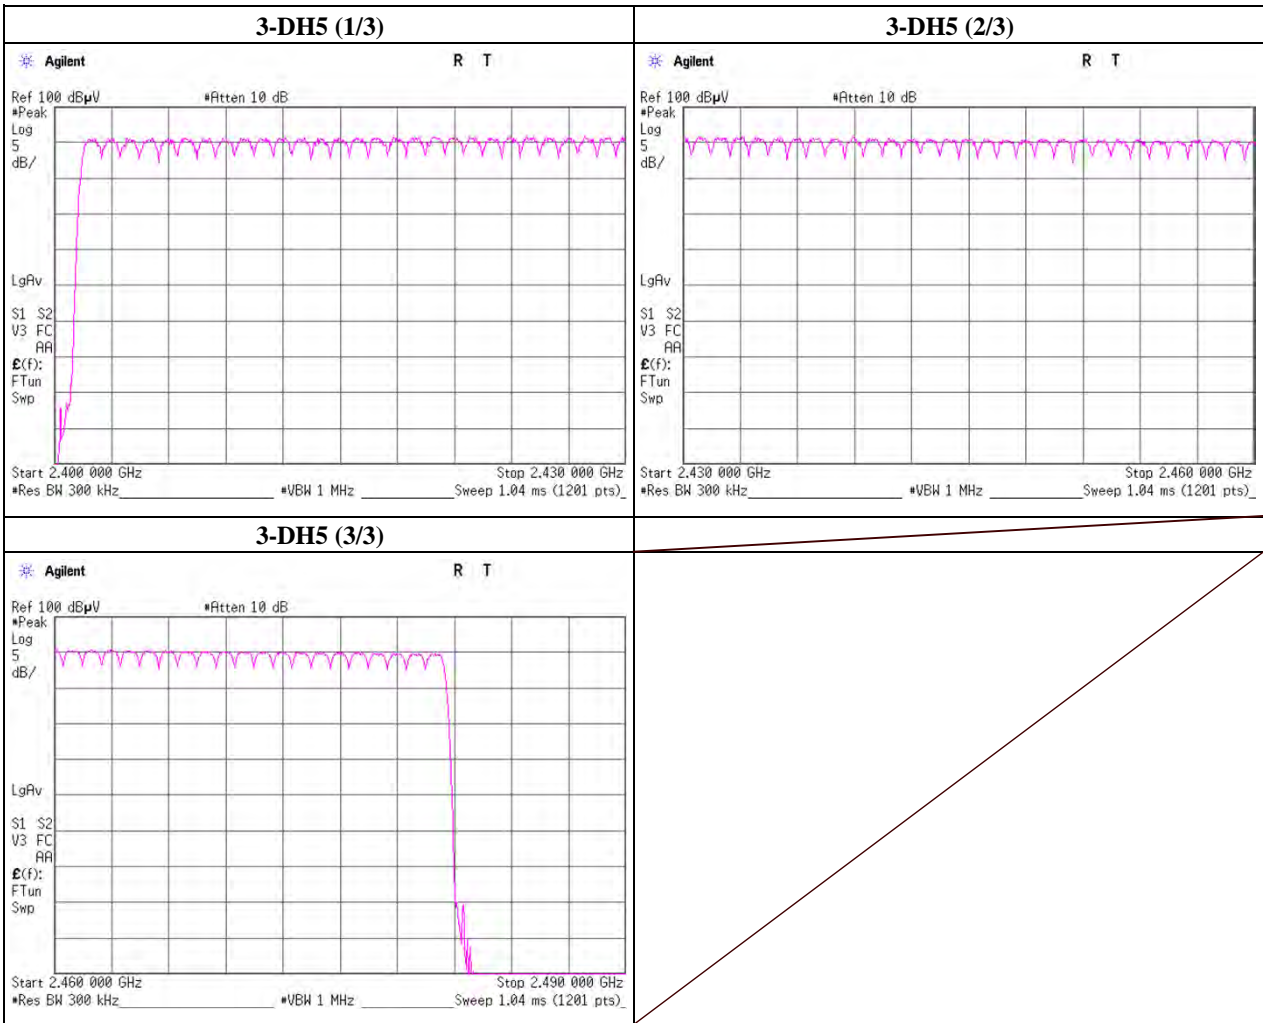 3-DH5 (1/3)
3-DH5 (2/3)
Agilent R T
Ref 100 dBµV #Atten 10 dB
#Peak
Log
5
dB/
LgAv
S1 S2
V3 FC
AA
£(f):
FTun
Swp
Start 2.400 000 GHz Stop 2.430 000 GHz
#Res BW 300 kHz #VBW 1 MHz Sweep 1.04 ms (1201 pts)
Agilent R T
Ref 100 dBµV #Atten 10 dB
#Peak
Log
5
dB/
LgAv
S1 S2
V3 FC
AA
£(f):
FTun
Swp
Start 2.430 000 GHz Stop 2.460 000 GHz
#Res BW 300 kHz #VBW 1 MHz Sweep 1.04 ms (1201 pts)
3-DH5 (3/3)
Agilent R T
Ref 100 dBµV #Atten 10 dB
#Peak
Log
5
dB/
LgAv
S1 S2
V3 FC
AA
£(f):
FTun
Swp
Start 2.460 000 GHz Stop 2.490 000 GHz
#Res BW 300 kHz #VBW 1 MHz Sweep 1.04 ms (1201 pts)